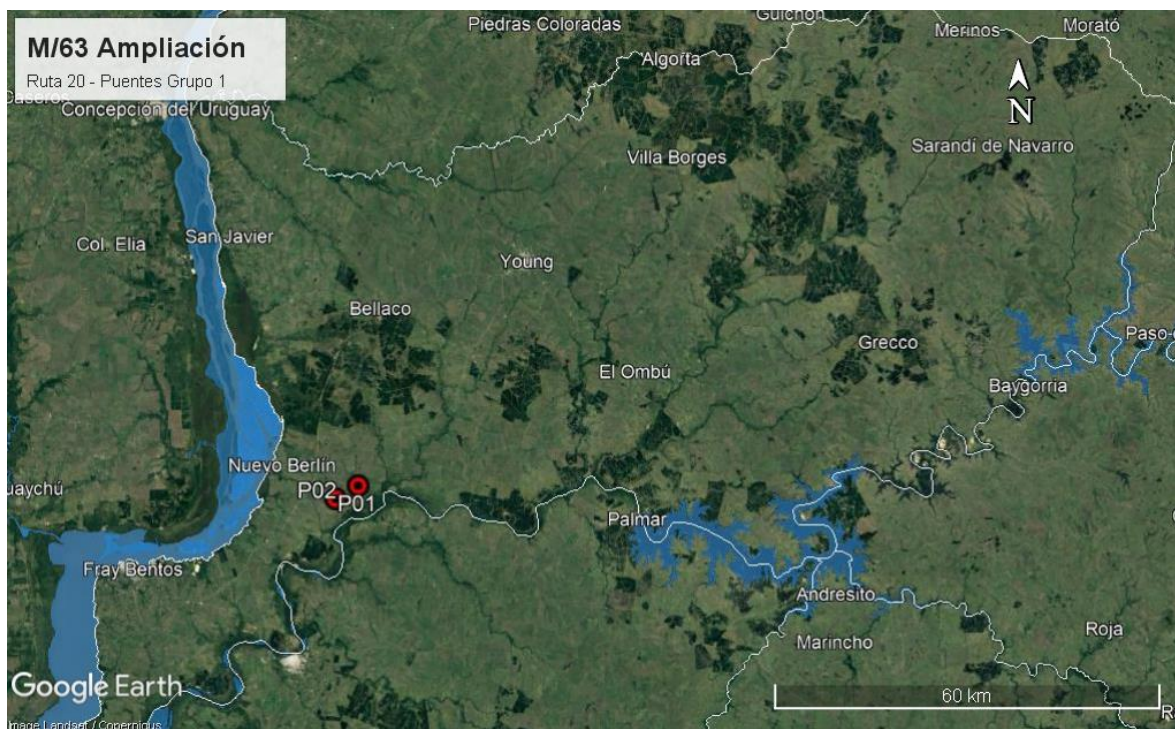 M/63 Ampliación
Ruta 20 - Puentes Grupo 1
Piedras Coloradas
Guichón
Merinos
Morató
Algorta
Concepción del Uruguay
N
Villa Borges
Sarandí de Navarro
Col. Elia
San Javier
Young
Bellaco
Grecco
Paso-d
El Ombú
Baygorria
Nuevo Berlín
uaychú
P02
P01
Palmar
Fray Bentos
Andresito
Marincho
Roja
Google Earth
60 km
R
Image Landsat / Copernicus